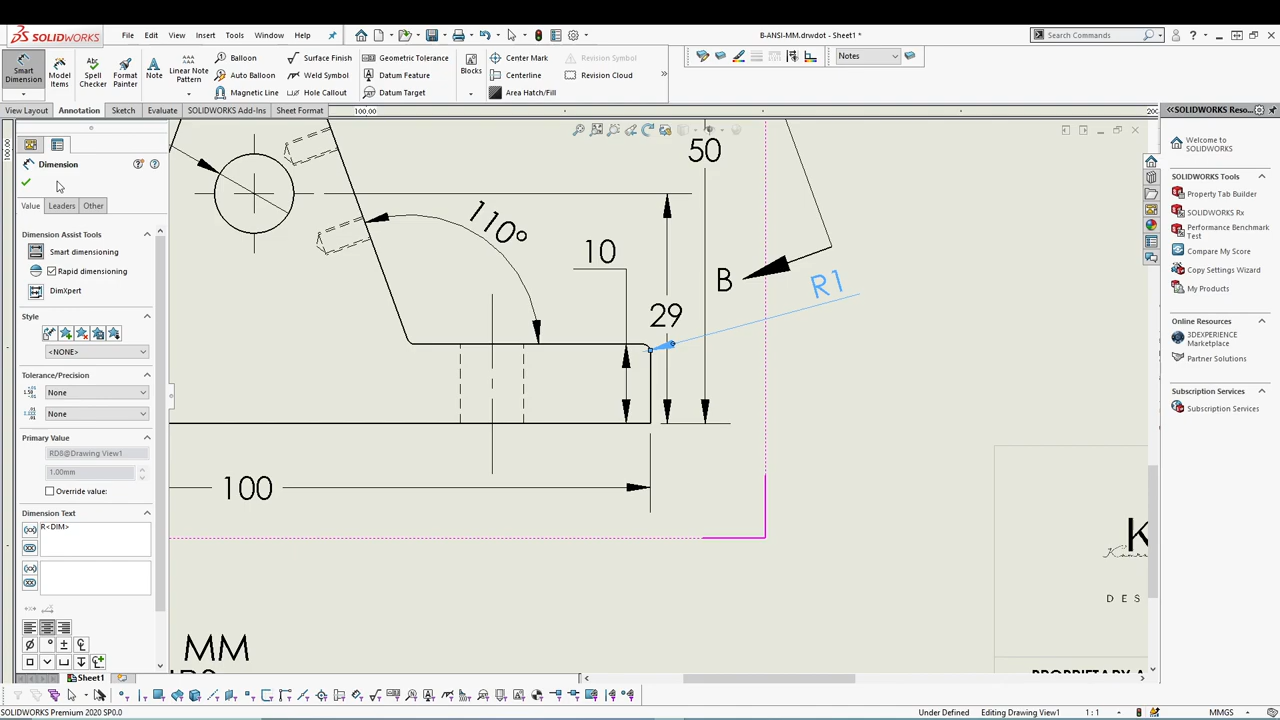 SOLIDWORKS
File Edit View Insert Tools Window Help
B-ANSI-MM.drwdot - Sheet1 *
Search Commands
Smart Dimension
Model Items
Spell Checker
Format Painter
Note
Linear Note Pattern
Balloon
Auto Balloon
Magnetic Line
Surface Finish
Weld Symbol
Hole Callout
Geometric Tolerance
Datum Feature
Datum Target
Blocks
Center Mark
Centerline
Area Hatch/Fill
Revision Symbol
Revision Cloud
Notes
View Layout Annotation Sketch Evaluate SOLIDWORKS Add-Ins Sheet Format
100.00
200
100.00
Dimension
Value Leaders Other
Dimension Assist Tools
Smart dimensioning
Rapid dimensioning
DimXpert
Style
<NONE>
Tolerance/Precision
None
None
Primary Value
RD8@Drawing View1
1.00mm
Override value:
Dimension Text
R<DIM>
50
110°
10
B
R1
29
100
MM
K
DES
PROPRIETARY A
SOLIDWORKS Reso...
Welcome to SOLIDWORKS
SOLIDWORKS Tools
Property Tab Builder
SOLIDWORKS Rx
Performance Benchmark Test
Compare My Score
Copy Settings Wizard
My Products
Online Resources
3DEXPERIENCE Marketplace
Partner Solutions
Subscription Services
Subscription Services
Sheet1
SOLIDWORKS Premium 2020 SP0.0
Under Defined
Editing Drawing View1
1 : 1
MMGS